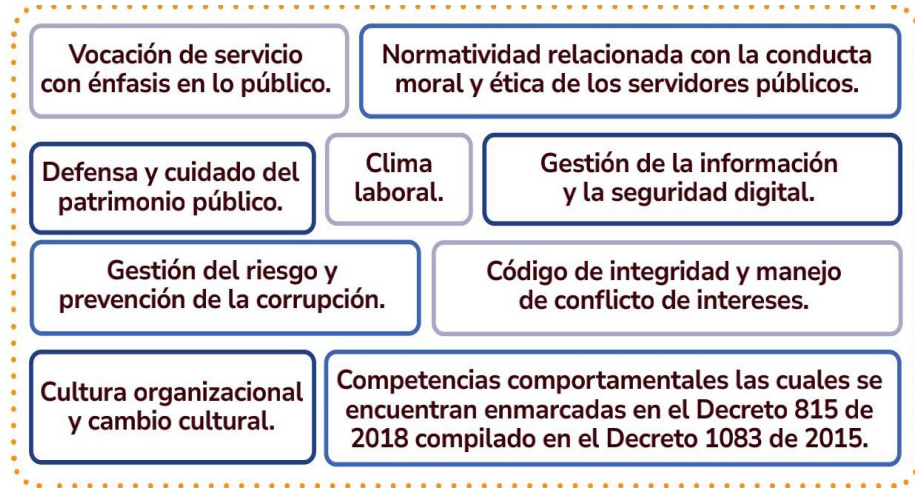 Vocación de servicio
con énfasis en lo público.
Normatividad relacionada con la conducta
moral y ética de los servidores públicos.
Defensa y cuidado del
patrimonio público.
Clima
laboral.
Gestión de la información
y la seguridad digital.
Gestión del riesgo y
prevención de la corrupción.
Código de integridad y manejo
de conflicto de intereses.
Cultura organizacional
y cambio cultural.
Competencias comportamentales las cuales se
encuentran enmarcadas en el Decreto 815 de
2018 compilado en el Decreto 1083 de 2015.